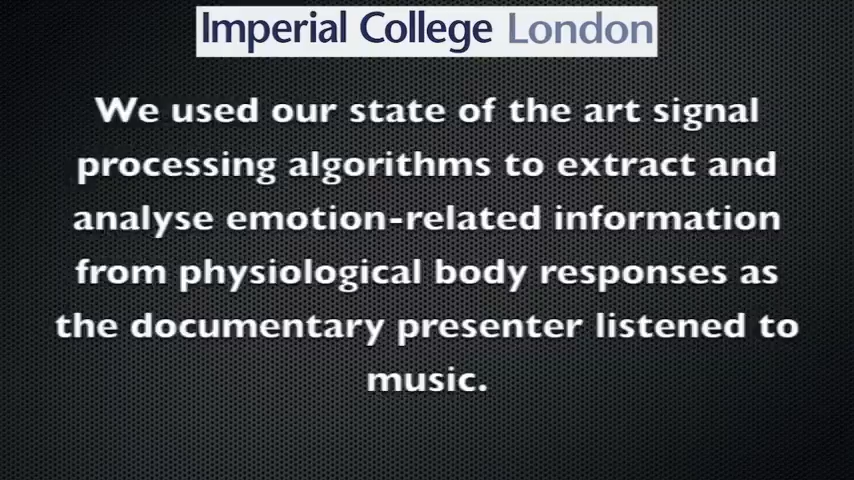 Imperial College London
We used our state of the art signal
processing algorithms to extract and
analyse emotion-related information
from physiological body responses as
the documentary presenter listened to
music.